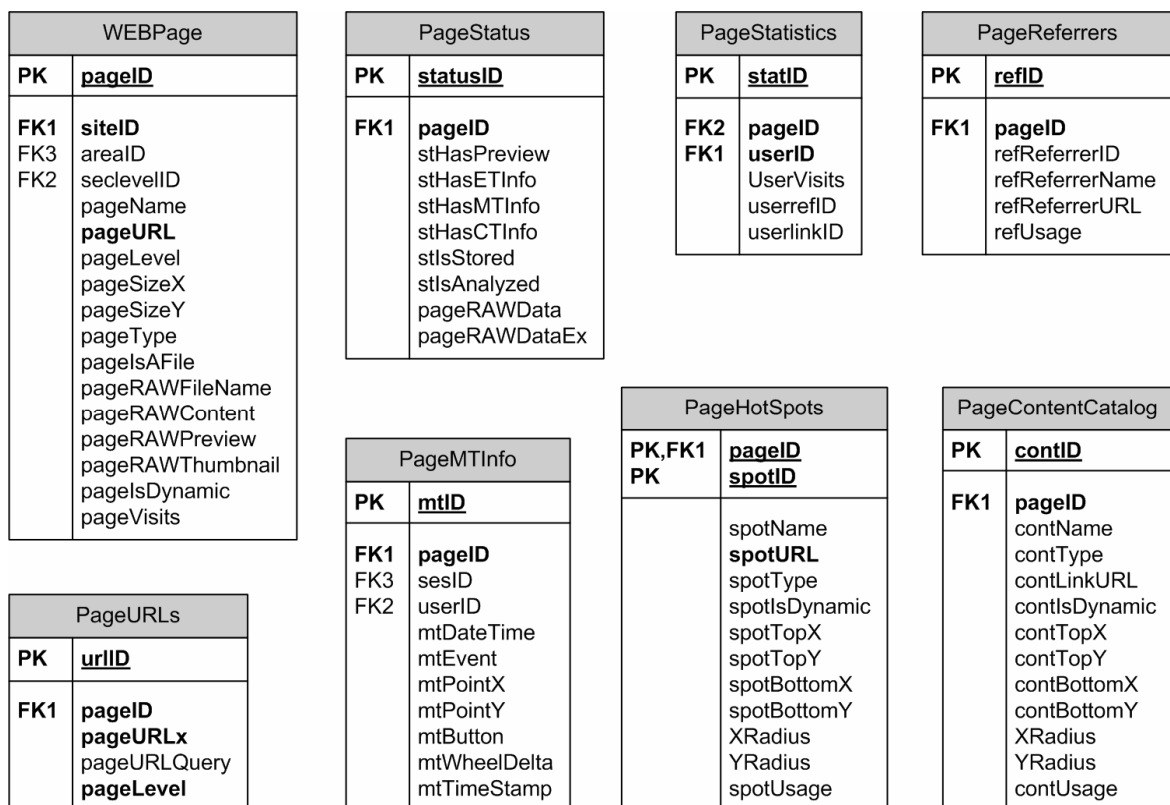 WEBPage
PK pageID
FK1 siteID
FK3 areaID
FK2 seclevelID
pageName
pageURL
pageLevel
pageSizeX
pageSizeY
pageType
pageIsAFile
pageRAWFileName
pageRAWContent
pageRAWPreview
pageRAWThumbnail
pageIsDynamic
pageVisits
PageStatus
PK statusID
FK1 pageID
stHasPreview
stHasETInfo
stHasMTInfo
stHasCTInfo
stIsStored
stIsAnalyzed
pageRAWData
pageRAWDataEx
PageStatistics
PK statID
FK2 pageID
FK1 userID
UserVisits
userrefID
userlinkID
PageReferrers
PK refID
FK1 pageID
refReferrerID
refReferrerName
refReferrerURL
refUsage
PageURLs
PK urlID
FK1 pageID
pageURLx
pageURLQuery
pageLevel
PageMTInfo
PK mtID
FK1 pageID
FK3 sesID
FK2 userID
mtDateTime
mtEvent
mtPointX
mtPointY
mtButton
mtWheelDelta
mtTimeStamp
PageHotSpots
PK,FK1 pageID
PK spotID
spotName
spotURL
spotType
spotIsDynamic
spotTopX
spotTopY
spotBottomX
spotBottomY
XRadius
YRadius
spotUsage
PageContentCatalog
PK contID
FK1 pageID
contName
contType
contLinkURL
contIsDynamic
contTopX
contTopY
contBottomX
contBottomY
XRadius
YRadius
contUsage